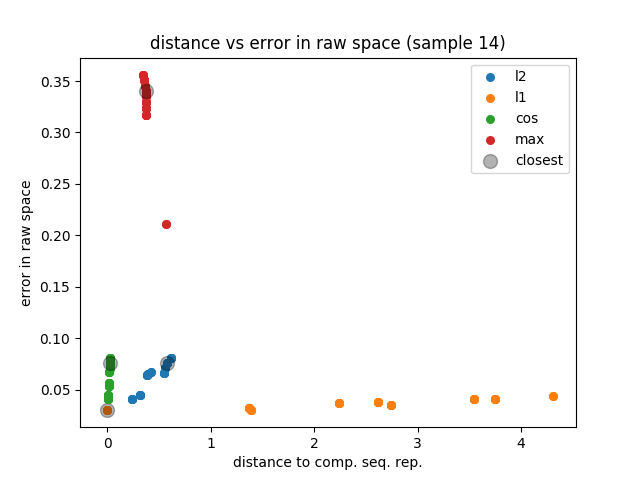 distance vs error in raw space (sample 14)
error in raw space
0.35
0.30
0.25
0.20
0.15
0.10
0.05
0
1
2
3
4
distance to comp. seq. rep.
l2
l1
cos
max
closest